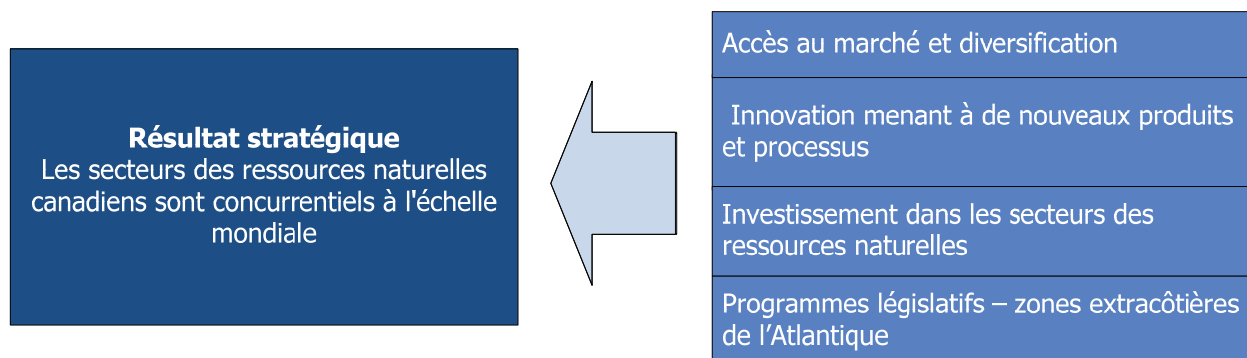 Résultat stratégique
Les secteurs des ressources naturelles
canadiens sont concurrentiels à l'échelle
mondiale
Accès au marché et diversification
Innovation menant à de nouveaux produits
et processus
Investissement dans les secteurs des
ressources naturelles
Programmes législatifs – zones extracôtières
de l’Atlantique